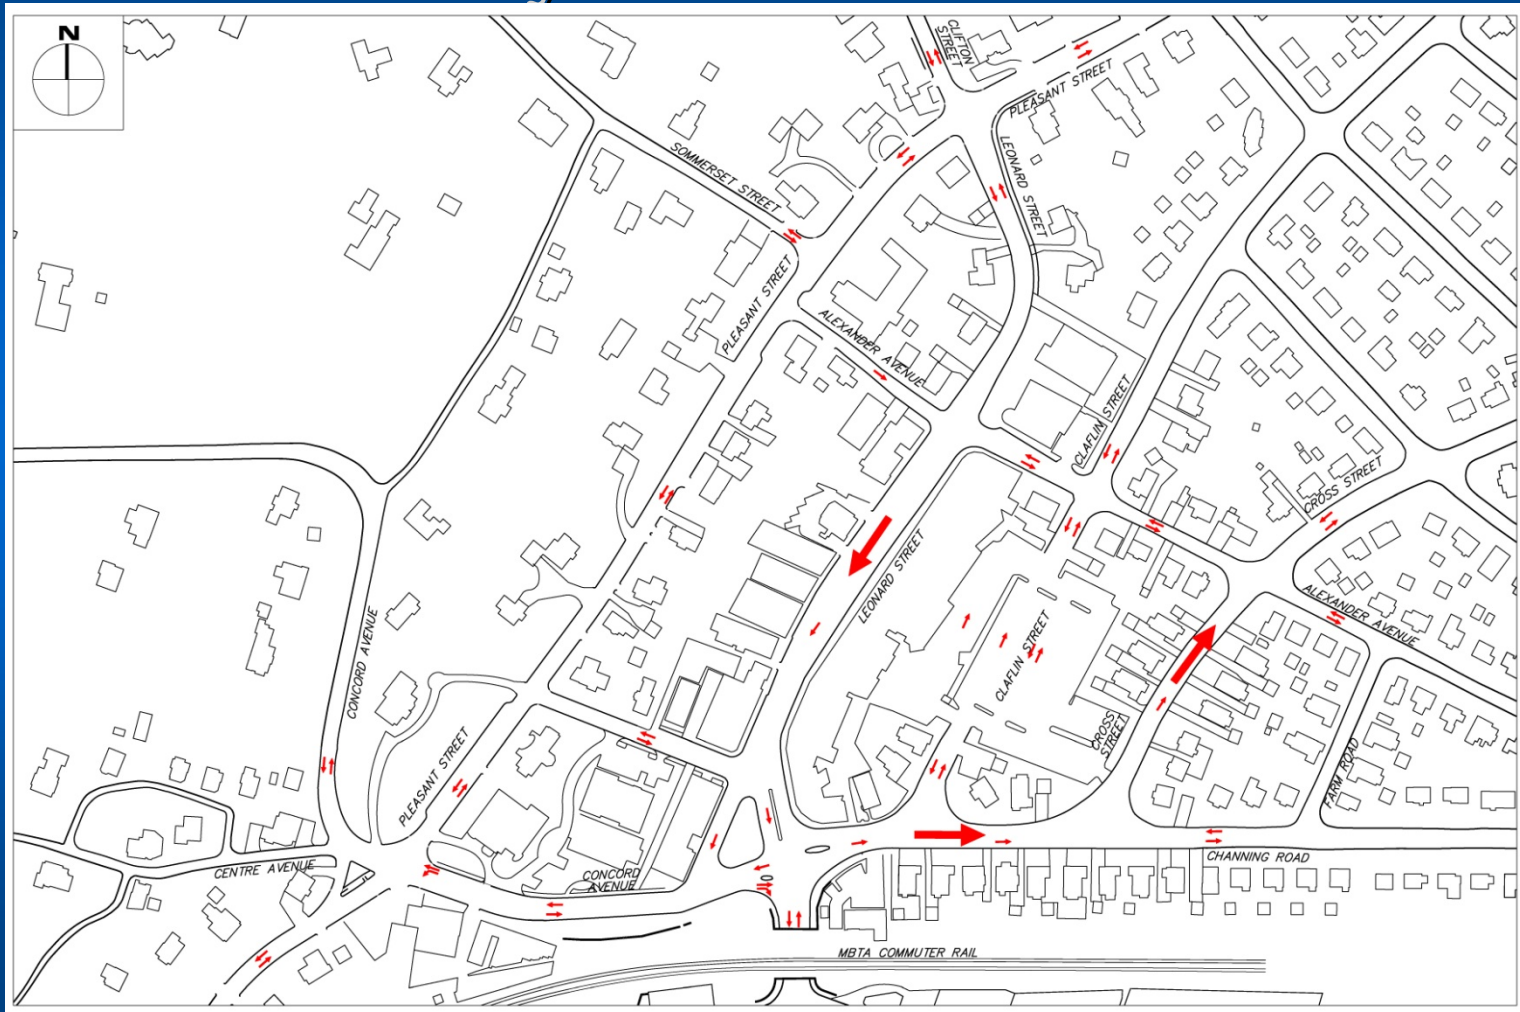 N
CLIFTON
STREET
PLEASANT STREET
SOMMERSET STREET
LEONARD STREET
PLEASANT STREET
ALEXANDER AVENUE
CLAFLIN STREET
CROSS STREET
LEONARD STREET
ALEXANDER AVENUE
CONCORD AVENUE
CLAFLIN STREET
CROSS
STREET
PLEASANT STREET
FARM ROAD
CENTRE AVENUE
CONCORD
AVENUE
CHANNING ROAD
MBTA COMMUTER RAIL